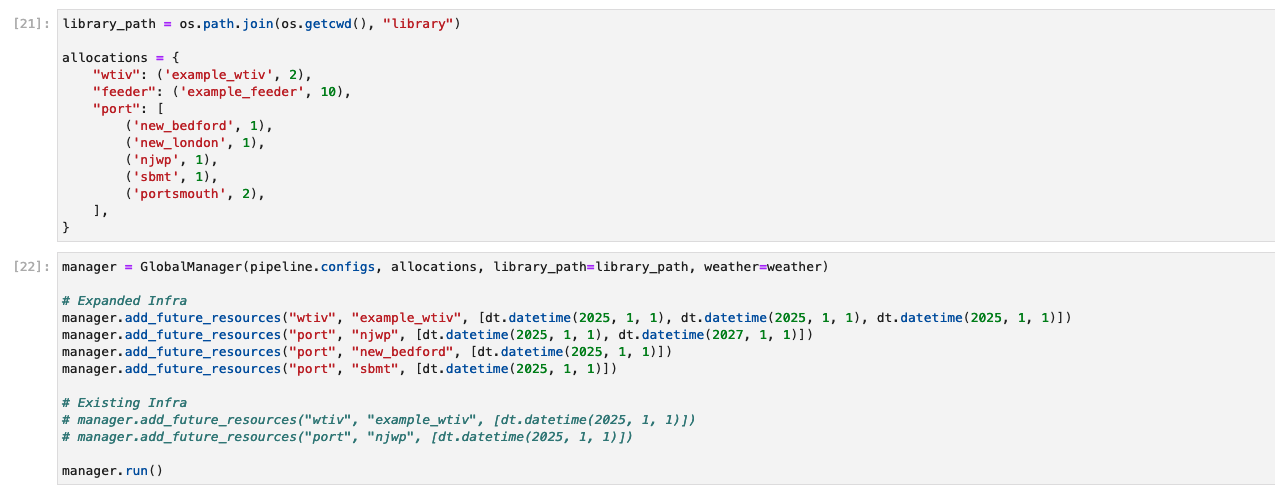 [21]: library_path = os.path.join(os.getcwd(), "library")
allocations = {
    "wtiv": ('example_wtiv', 2),
    "feeder": ('example_feeder', 10),
    "port": [
        ('new_bedford', 1),
        ('new_london', 1),
        ('njwp', 1),
        ('sbmt', 1),
        ('portsmouth', 2),
    ],
}
[22]: manager = GlobalManager(pipeline.configs, allocations, library_path=library_path, weather=weather)
# Expanded Infra
manager.add_future_resources("wtiv", "example_wtiv", [dt.datetime(2025, 1, 1), dt.datetime(2025, 1, 1), dt.datetime(2025, 1, 1)])
manager.add_future_resources("port", "njwp", [dt.datetime(2025, 1, 1), dt.datetime(2027, 1, 1)])
manager.add_future_resources("port", "new_bedford", [dt.datetime(2025, 1, 1)])
manager.add_future_resources("port", "sbmt", [dt.datetime(2025, 1, 1)])
# Existing Infra
# manager.add_future_resources("wtiv", "example_wtiv", [dt.datetime(2025, 1, 1)])
# manager.add_future_resources("port", "njwp", [dt.datetime(2025, 1, 1)])
manager.run()